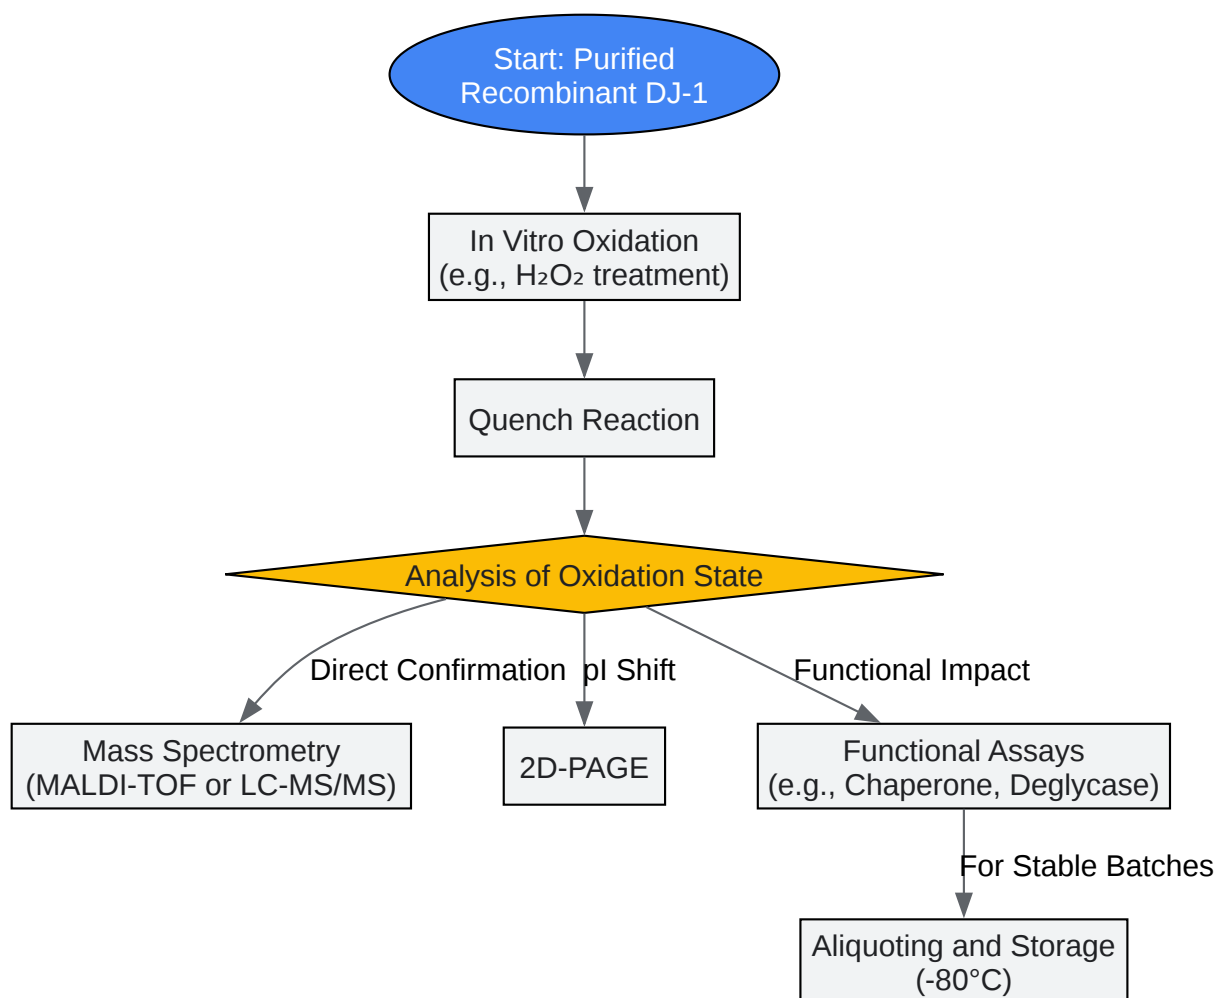 Start: Purified
Recombinant DJ-1
In Vitro Oxidation
(e.g., H₂O₂ treatment)
Quench Reaction
Analysis of Oxidation State
Direct Confirmation
pI Shift
Functional Impact
Mass Spectrometry
(MALDI-TOF or LC-MS/MS)
2D-PAGE
Functional Assays
(e.g., Chaperone, Deglycase)
For Stable Batches
Aliquoting and Storage
(-80°C)